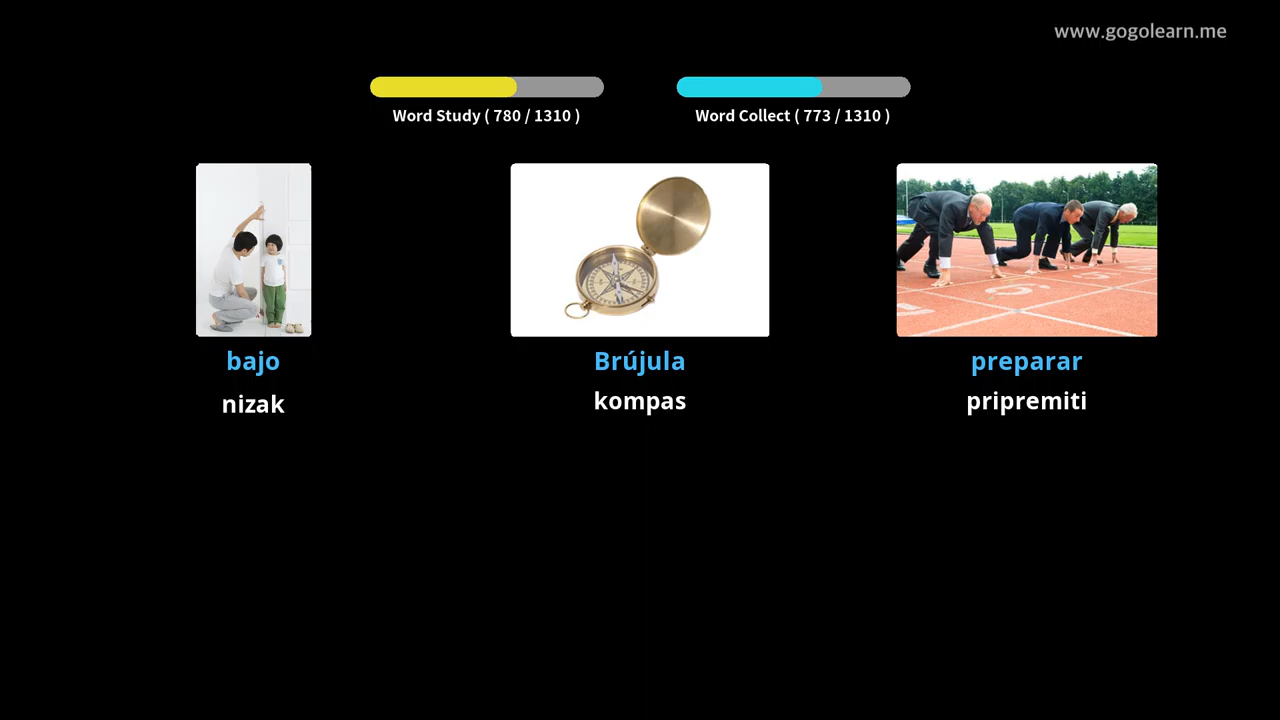 www.gogolearn.me
Word Study ( 780 / 1310 )
Word Collect ( 773 / 1310 )
bajo
nizak
Brújula
kompas
preparar
pripremiti